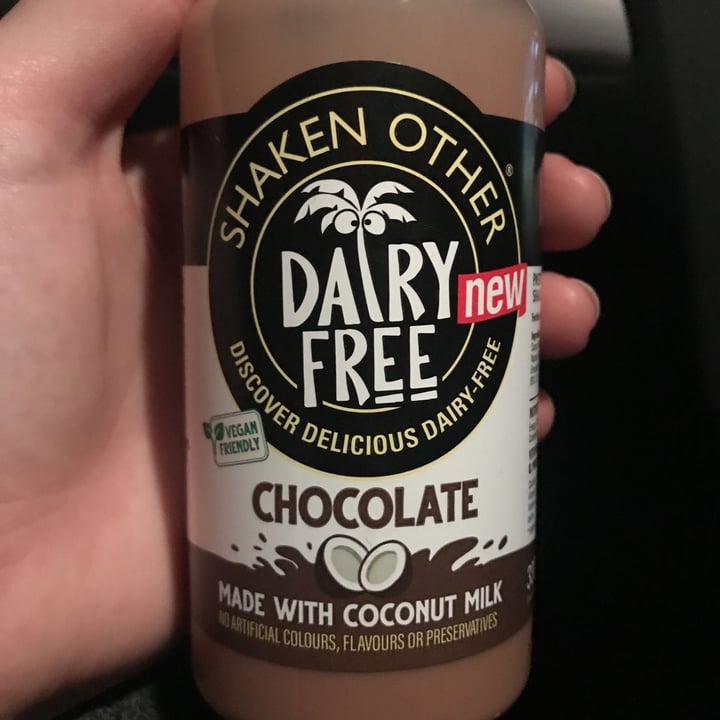 SHAKEN OTHER®
DAIRY
FREE
new
DISCOVER DELICIOUS DAIRY-FREE
VEGAN
FRIENDLY
CHOCOLATE
MADE WITH COCONUT MILK
NO ARTIFICIAL COLOURS, FLAVOURS OR PRESERVATIVES